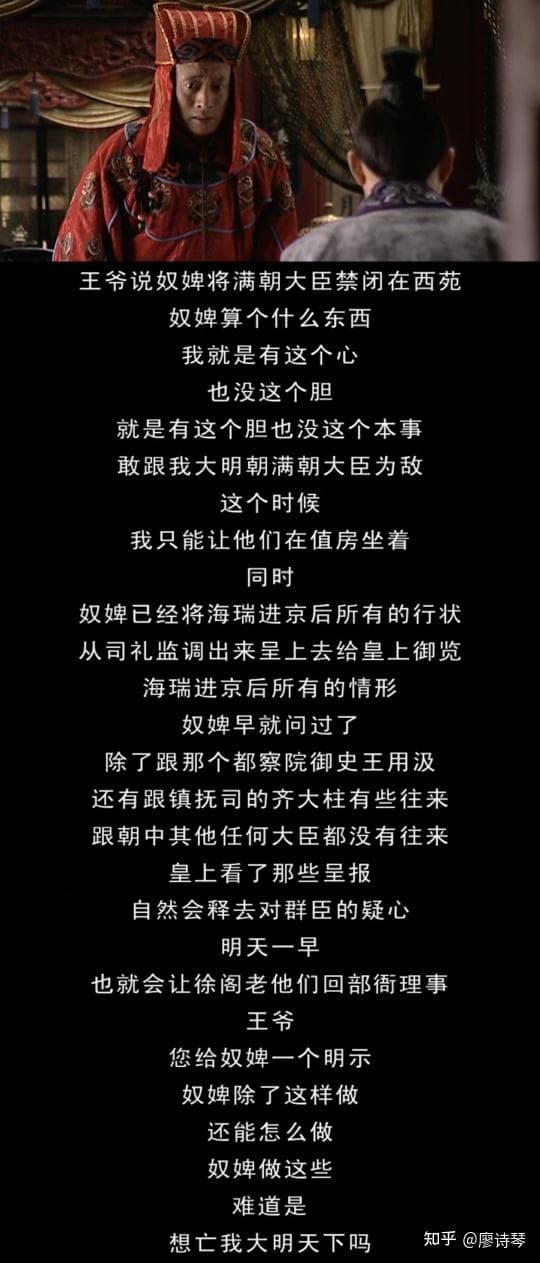 王爷说奴婢将满朝大臣禁闭在西苑
奴婢算个什么东西
我就是有这个心
也没这个胆
就是有这个胆也没这个本事
敢跟我大明朝满朝大臣为敌
这个时候
我只能让他们在值房坐着
同时
奴婢已经将海瑞进京后所有的行状
从司礼监调出来呈上去给皇上御览
海瑞进京后所有的情形
奴婢早就问过了
除了跟那个都察院御史王用汲
还有跟镇抚司的齐大柱有些往来
跟朝中其他任何大臣都没有往来
皇上看了那些呈报
自然会释去对群臣的疑心
明天一早
也就会让徐阁老他们回部衙理事
王爷
您给奴婢一个明示
奴婢除了这样做
还能怎么做
奴婢做这些
难道是
想亡我大明天下吗
知乎 @廖诗琴